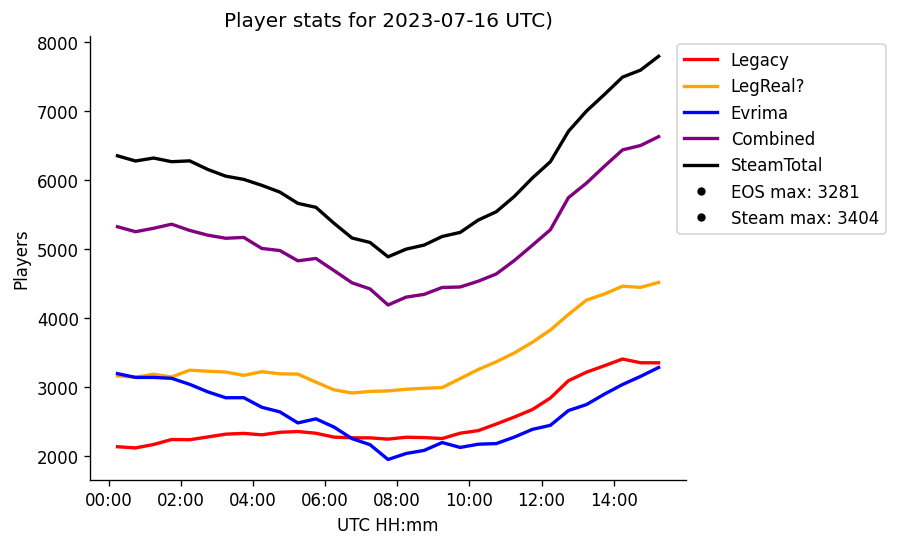 Player stats for 2023-07-16 UTC)
8000
7000
6000
5000
4000
3000
2000
Players
00:00 02:00 04:00 06:00 08:00 10:00 12:00 14:00
UTC HH:mm
Legacy
LegReal?
Evrima
Combined
SteamTotal
EOS max: 3281
Steam max: 3404